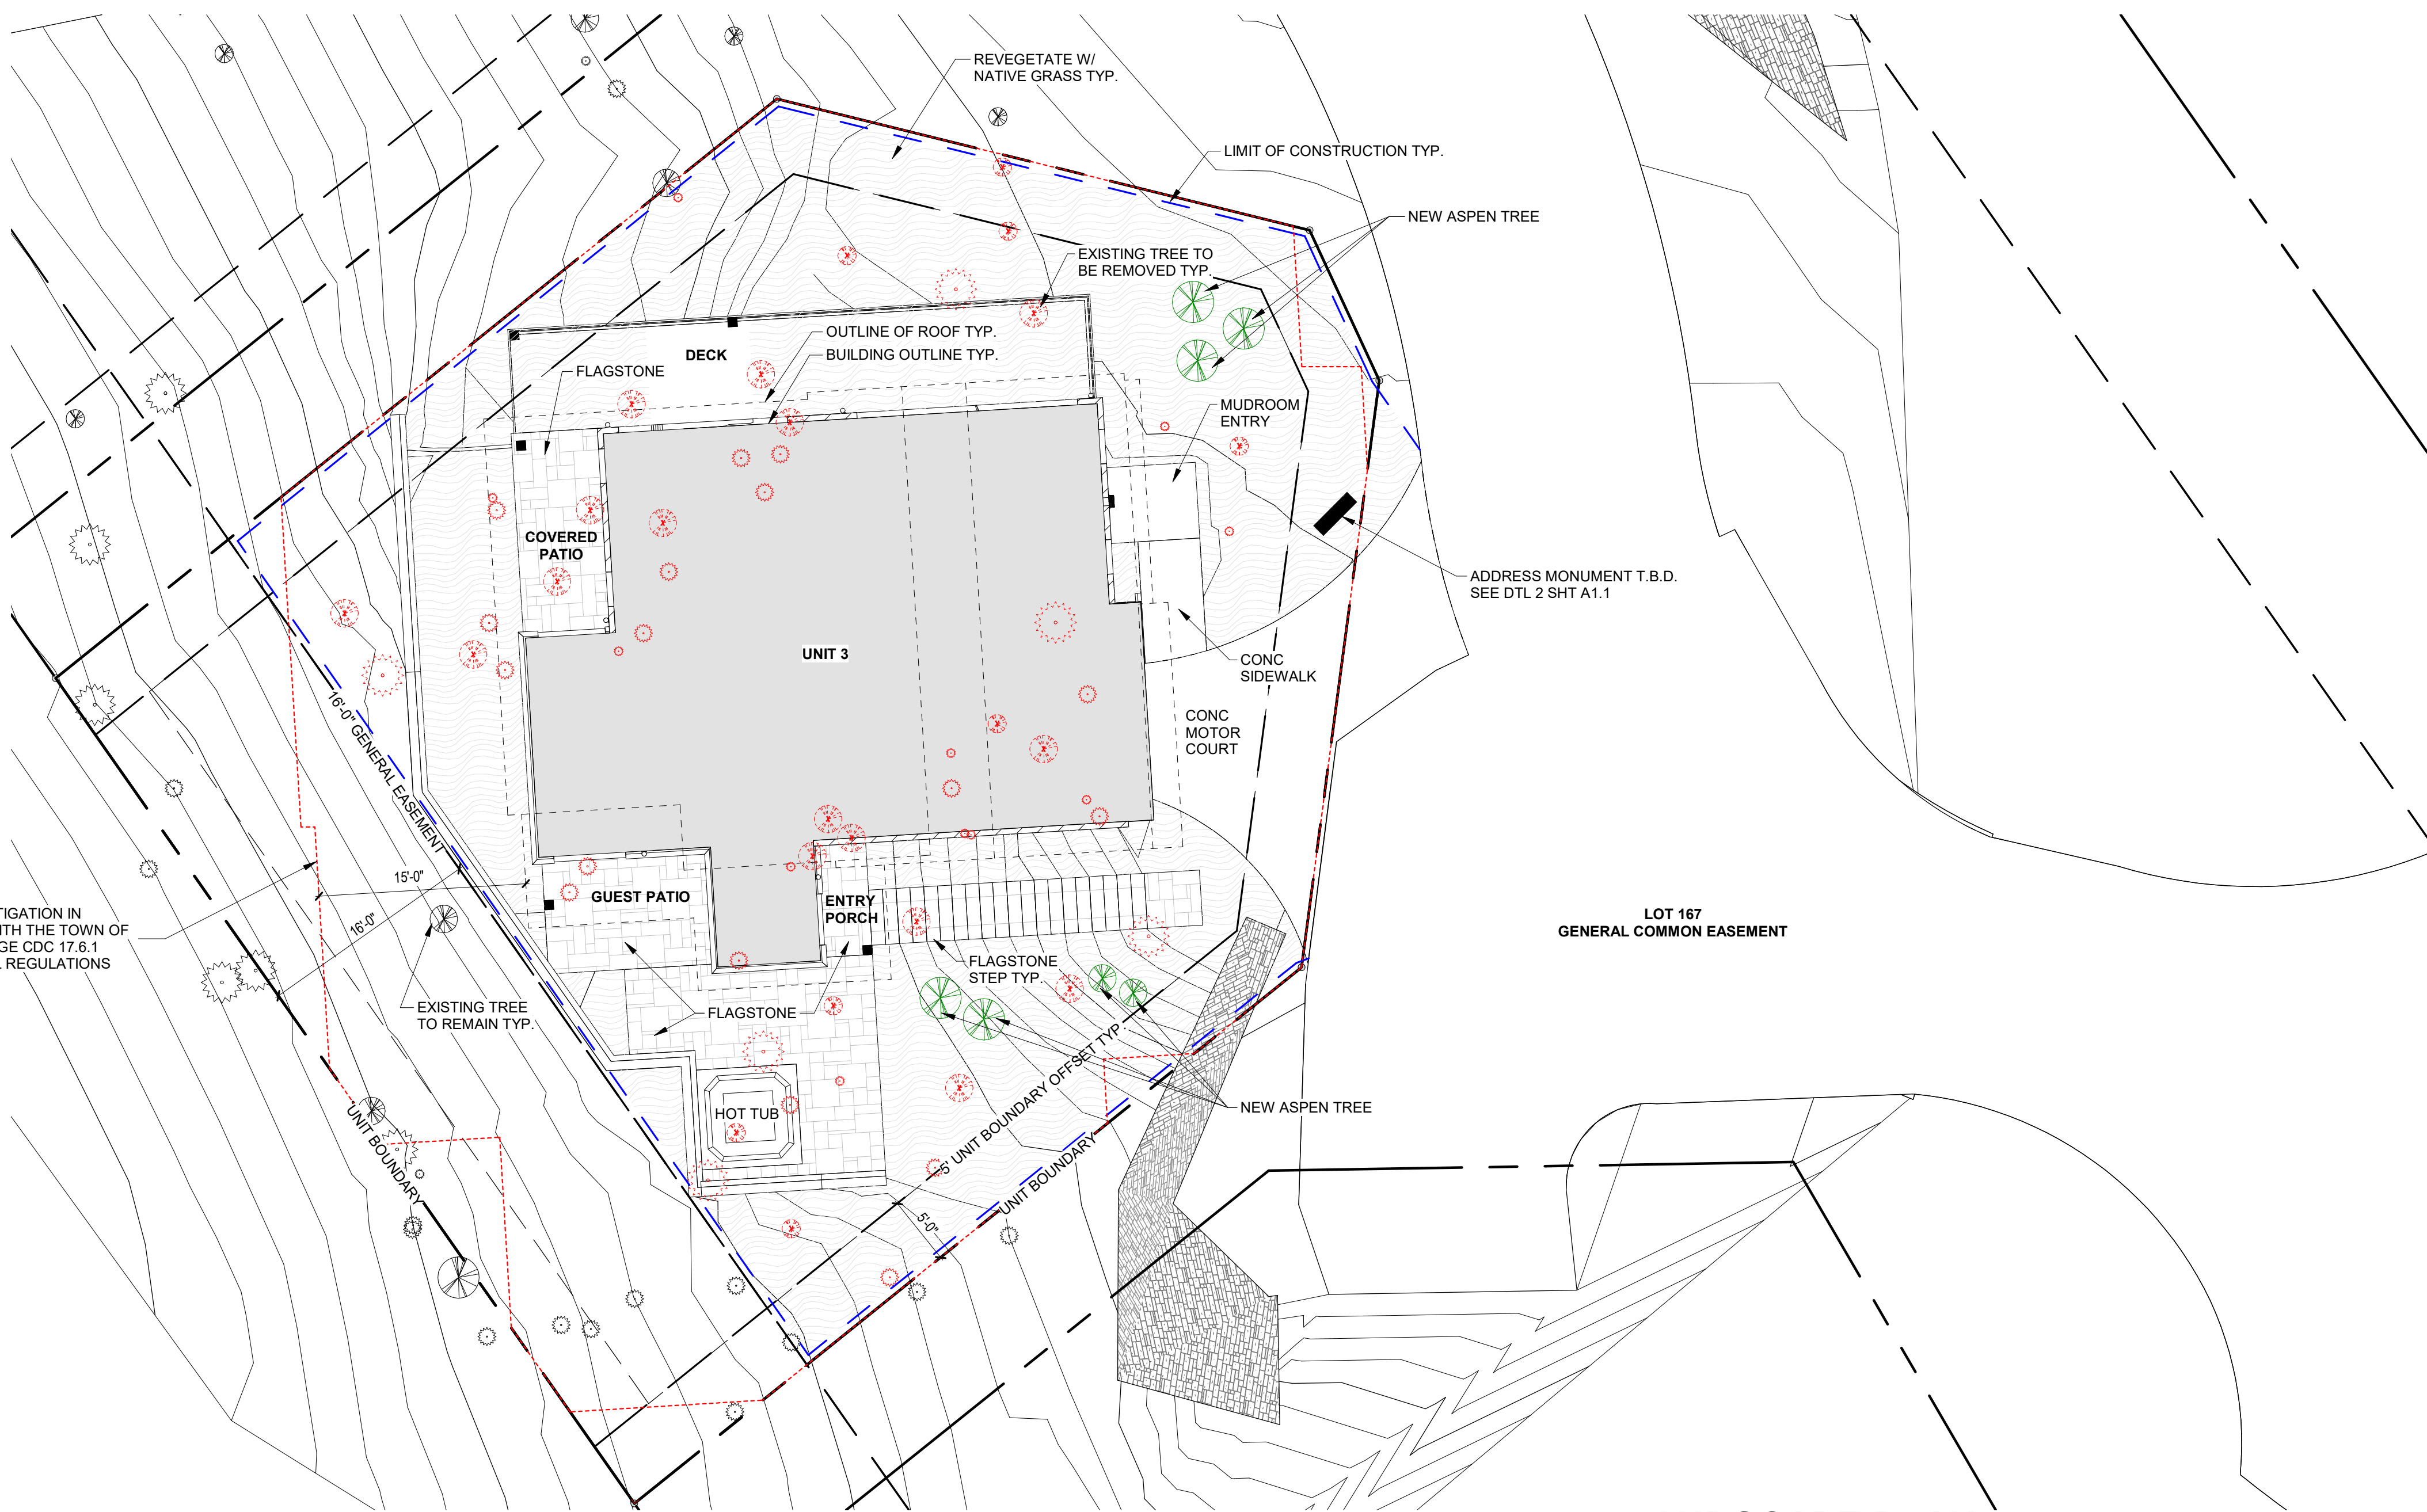 REVEGETATE W/
NATIVE GRASS TYP.
LIMIT OF CONSTRUCTION TYP.
NEW ASPEN TREE
EXISTING TREE TO
BE REMOVED TYP.
OUTLINE OF ROOF TYP.
BUILDING OUTLINE TYP.
DECK
FLAGSTONE
MUDROOM
ENTRY
COVERED
PATIO
ADDRESS MONUMENT T.B.D.
SEE DTL 2 SHT A1.1
UNIT 3
CONC
SIDEWALK
CONC
MOTOR
COURT
16'-0" GENERAL EASEMENT
15'-0"
16'-0"
GUEST PATIO
ENTRY
PORCH
TIGATION IN
ITH THE TOWN OF
GE CDC 17.6.1
REGULATIONS
LOT 167
GENERAL COMMON EASEMENT
FLAGSTONE
STEP TYP.
EXISTING TREE
TO REMAIN TYP.
FLAGSTONE
HOT TUB
NEW ASPEN TREE
5' UNIT BOUNDARY OFFSET TYP.
UNIT BOUNDARY
UNIT BOUNDARY
5'-0"